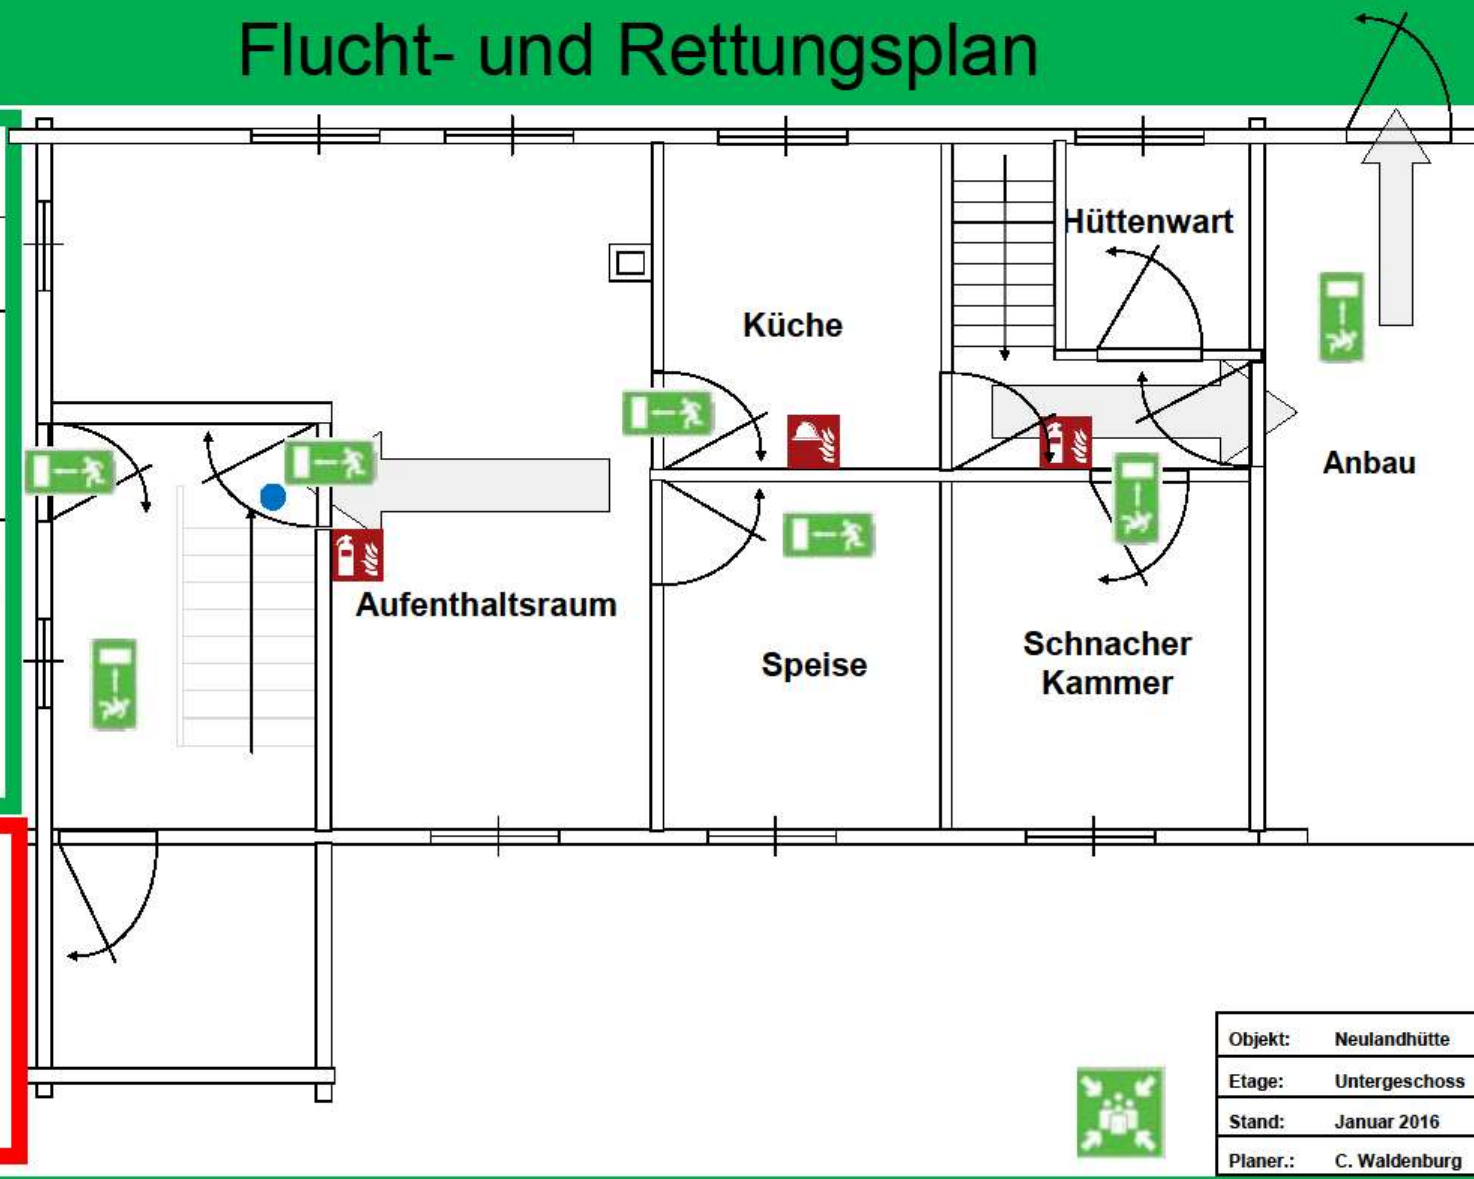 Flucht- und Rettungsplan
Hüttenwart
Küche
Anbau
Aufenthaltsraum
Speise
Schnacher
Kammer
Objekt: Neulandhütte
Etage: Untergeschoss
Stand: Januar 2016
Planer.: C. Waldenburg